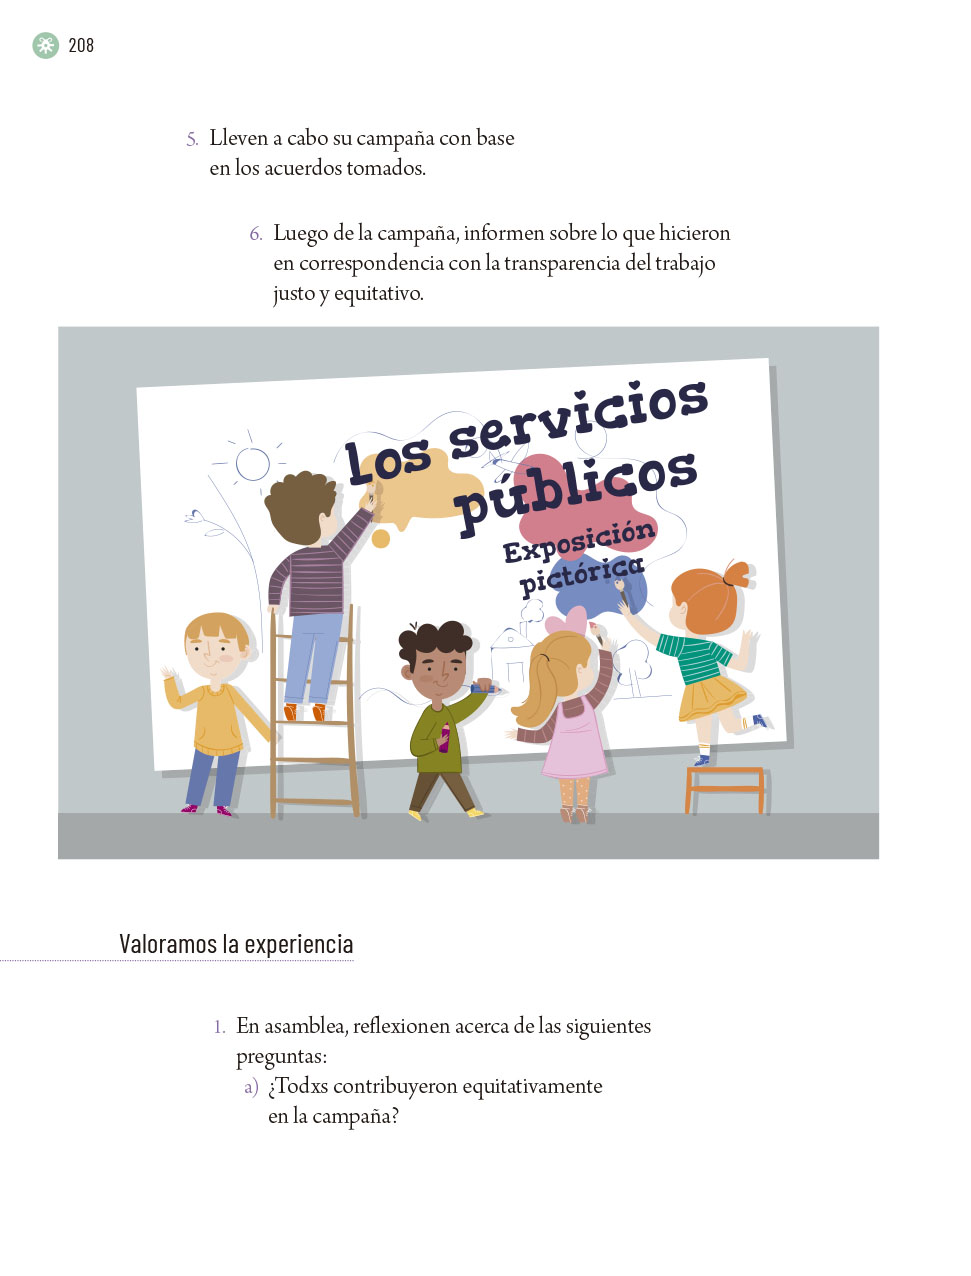 208
5. Lleven a cabo su campaña con base
en los acuerdos tomados.
6. Luego de la campaña, informen sobre lo que hicieron
en correspondencia con la transparencia del trabajo
justo y equitativo.
Los servicios
públicos
Exposición
pictórica
Valoramos la experiencia
1. En asamblea, reflexionen acerca de las siguientes
preguntas:
a) ¿Todxs contribuyeron equitativamente
en la campaña?